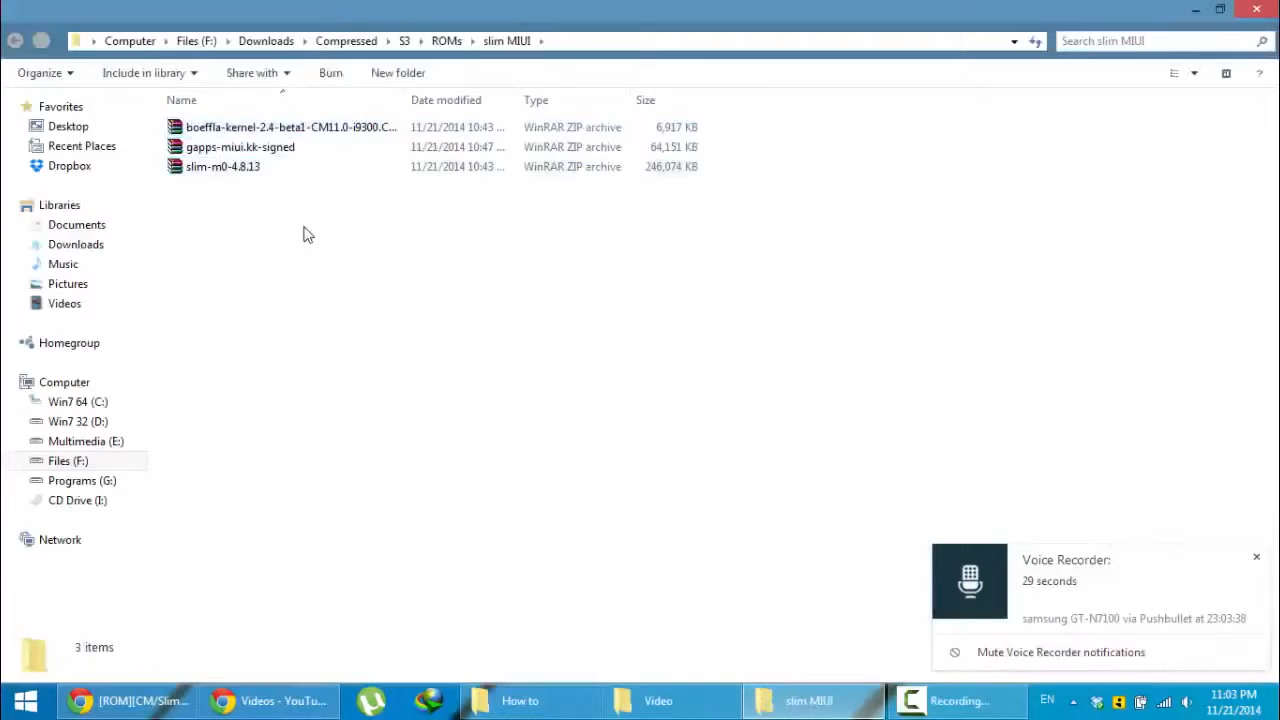 Computer Files (F:) Downloads Compressed S3 ROMs slim MIUI
Search slim MIUI
Organize Include in library Share with Burn New folder
?
Name Date modified Type Size
boeffla-kernel-2.4-beta1-CM11.0-i9300.C... 11/21/2014 10:43 ... WinRAR ZIP archive 6,917 KB
gapps-miui.kk-signed 11/21/2014 10:47 ... WinRAR ZIP archive 64,151 KB
slim-m0-4.8.13 11/21/2014 10:43 ... WinRAR ZIP archive 246,074 KB
Favorites
Desktop
Recent Places
Dropbox
Libraries
Documents
Downloads
Music
Pictures
Videos
Homegroup
Computer
Win7 64 (C:)
Win7 32 (D:)
Multimedia (E:)
Files (F:)
Programs (G:)
CD Drive (I:)
Network
3 items
Voice Recorder:
29 seconds
samsung GT-N7100 via Pushbullet at 23:03:38
Mute Voice Recorder notifications
[ROM][CM/Slim... Videos - YouTu... How to Video slim MIUI Recording... EN
11:03 PM
11/21/2014